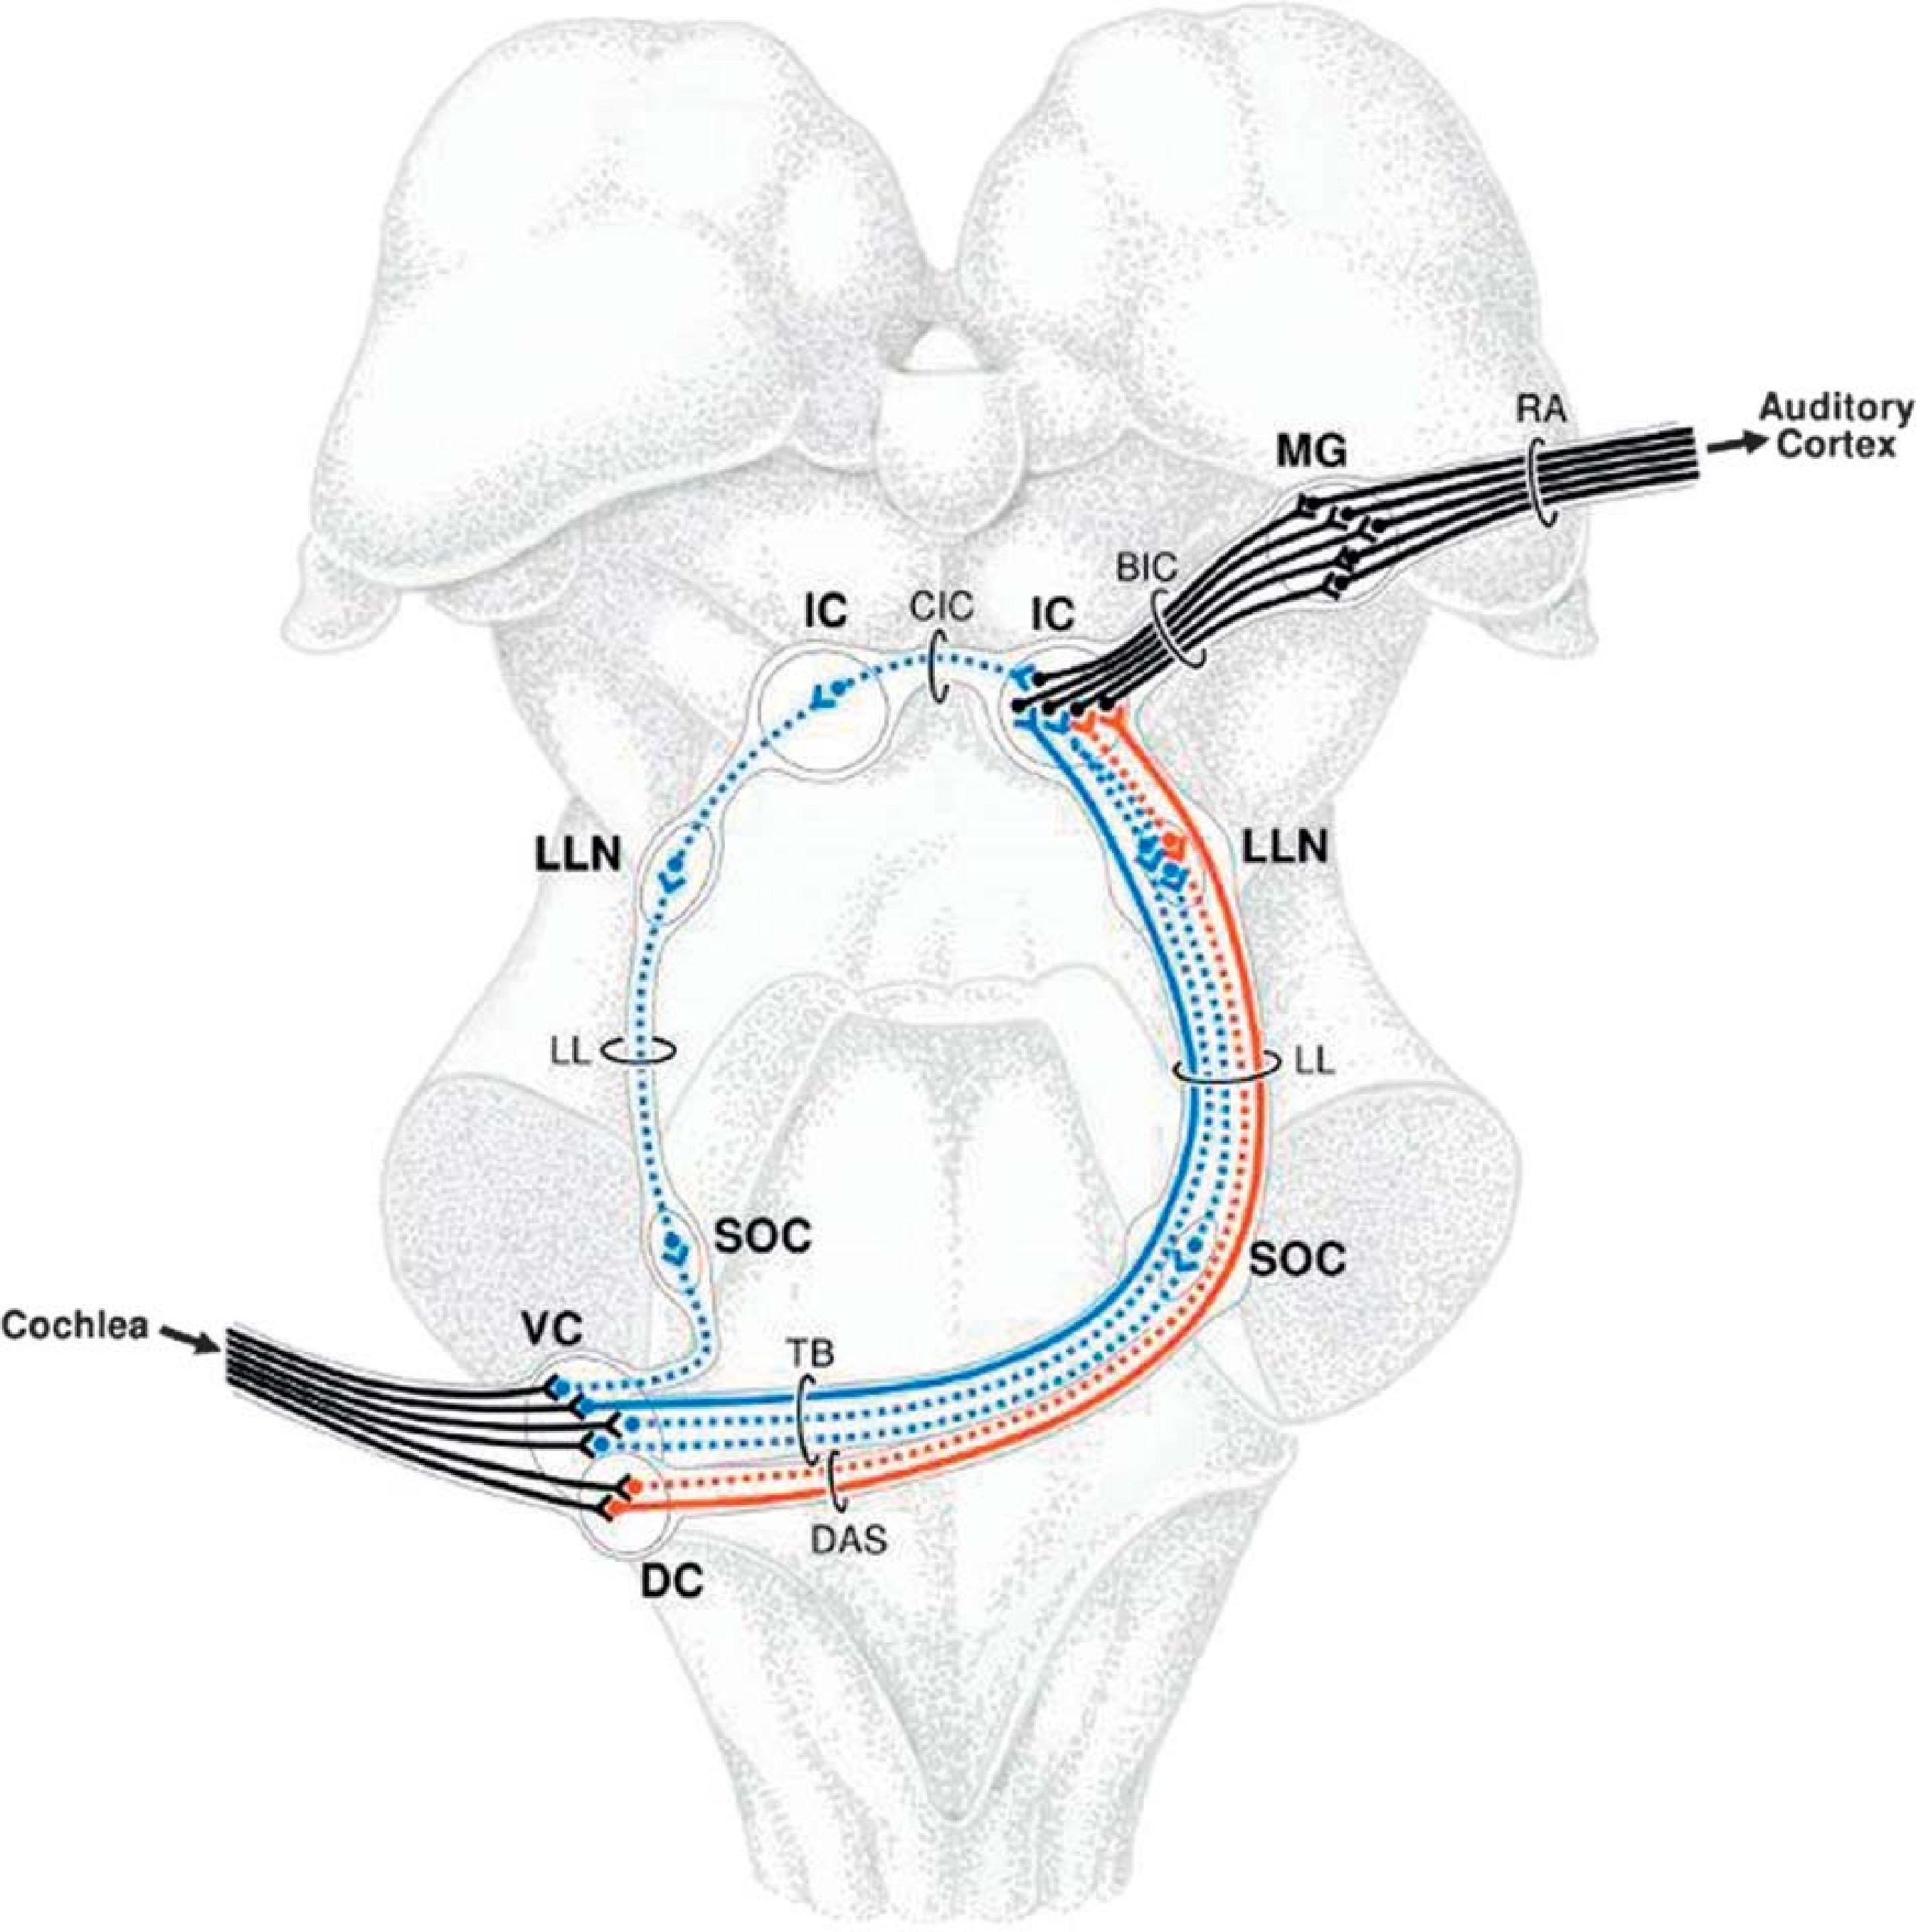 RA
Auditory
Cortex
MG
BIC
IC
CIC
IC
LLN
LLN
LL
LL
SOC
SOC
Cochlea
VC
TB
DAS
DC